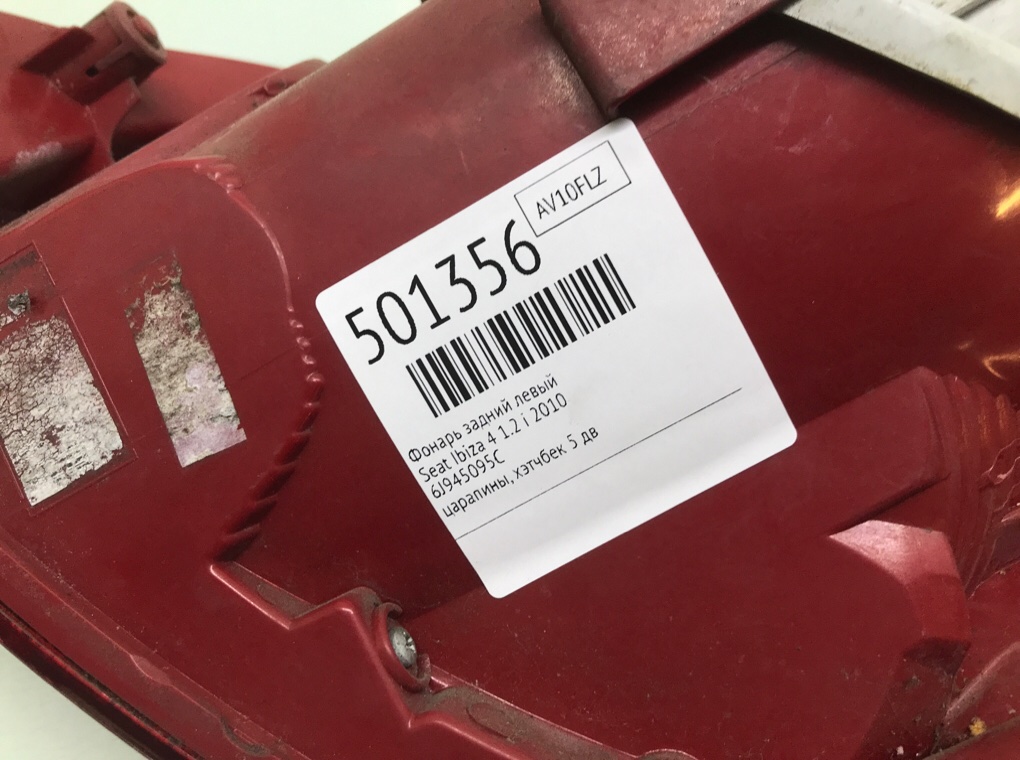 AV10FLZ
501356
Фонарь задний левый
Seat Ibiza 4 1.2 i 2010
6J945095C
царапины, хэтчбек 5 дв